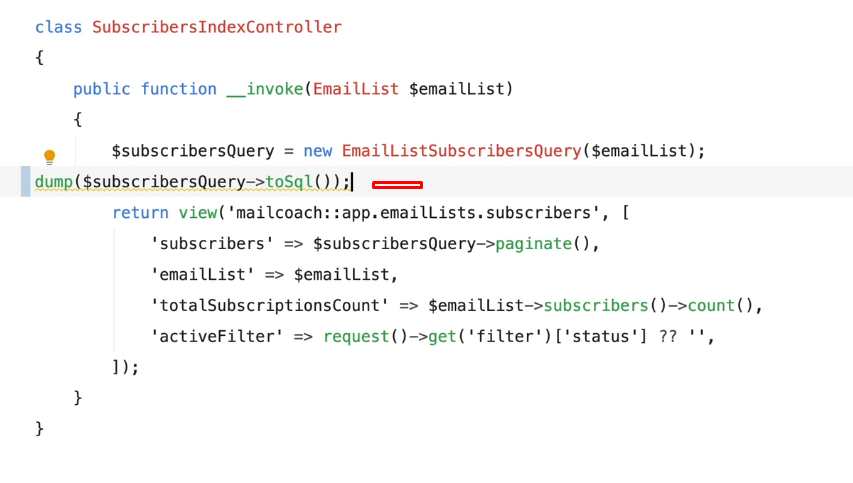 class SubscribersIndexController
{
    public function __invoke(EmailList $emailList)
    {
        $subscribersQuery = new EmailListSubscribersQuery($emailList);
dump($subscribersQuery->toSql());
        return view('mailcoach::app.emailLists.subscribers', [
            'subscribers' => $subscribersQuery->paginate(),
            'emailList' => $emailList,
            'totalSubscriptionsCount' => $emailList->subscribers()->count(),
            'activeFilter' => request()->get('filter')['status'] ?? '',
        ]);
    }
}